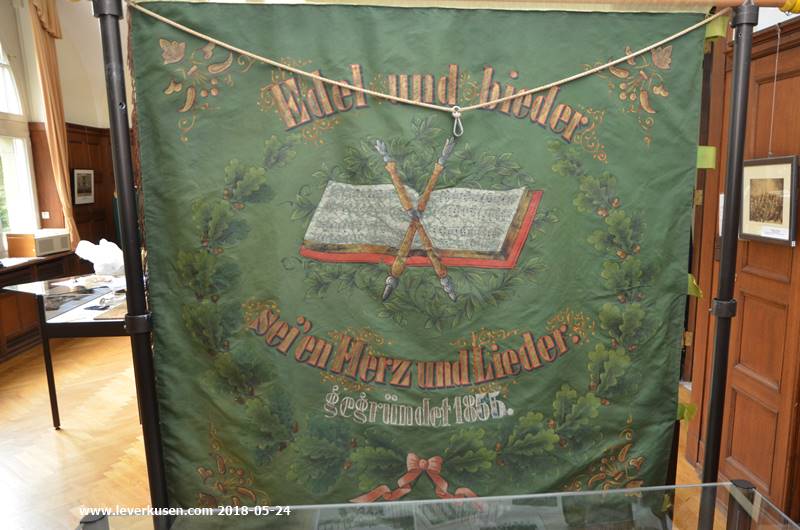 Edel und bieder
sei'en Herz und Lieder.
gegründet 1855.
www.leverkusen.com 2018-05-24